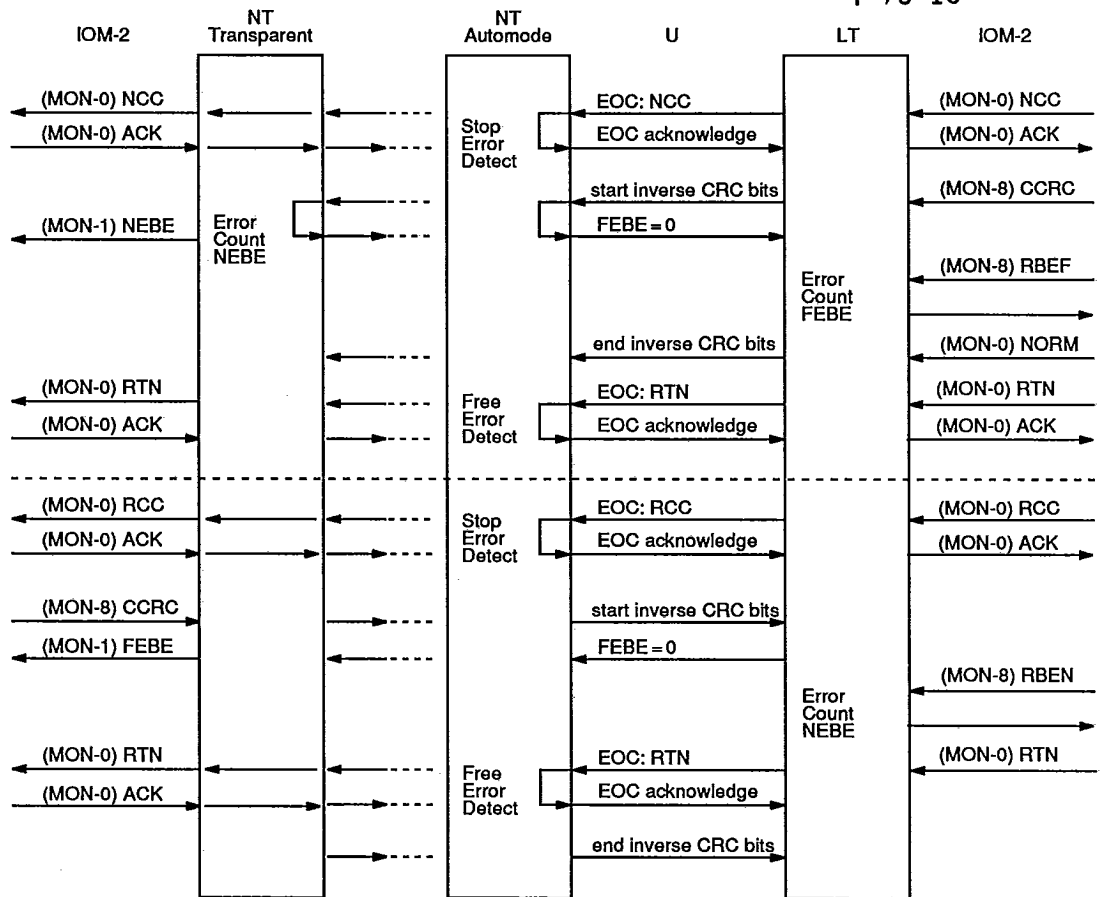 NT NT
IOM-2 Transparent Automode U LT IOM-2
(MON-0) NCC EOC: NCC (MON-0) NCC
(MON-0) ACK Stop Error Detect EOC acknowledge (MON-0) ACK
start inverse CRC bits (MON-8) CCRC
(MON-1) NEBE Error Count NEBE FEBE = 0
(MON-8) RBEF
Error Count FEBE
end inverse CRC bits (MON-0) NORM
(MON-0) RTN EOC: RTN (MON-0) RTN
(MON-0) ACK Free Error Detect EOC acknowledge (MON-0) ACK
(MON-0) RCC EOC: RCC (MON-0) RCC
(MON-0) ACK Stop Error Detect EOC acknowledge (MON-0) ACK
(MON-8) CCRC start inverse CRC bits
(MON-1) FEBE FEBE = 0
(MON-8) RBEN
Error Count NEBE
(MON-0) RTN EOC: RTN (MON-0) RTN
(MON-0) ACK Free Error Detect EOC acknowledge
end inverse CRC bits